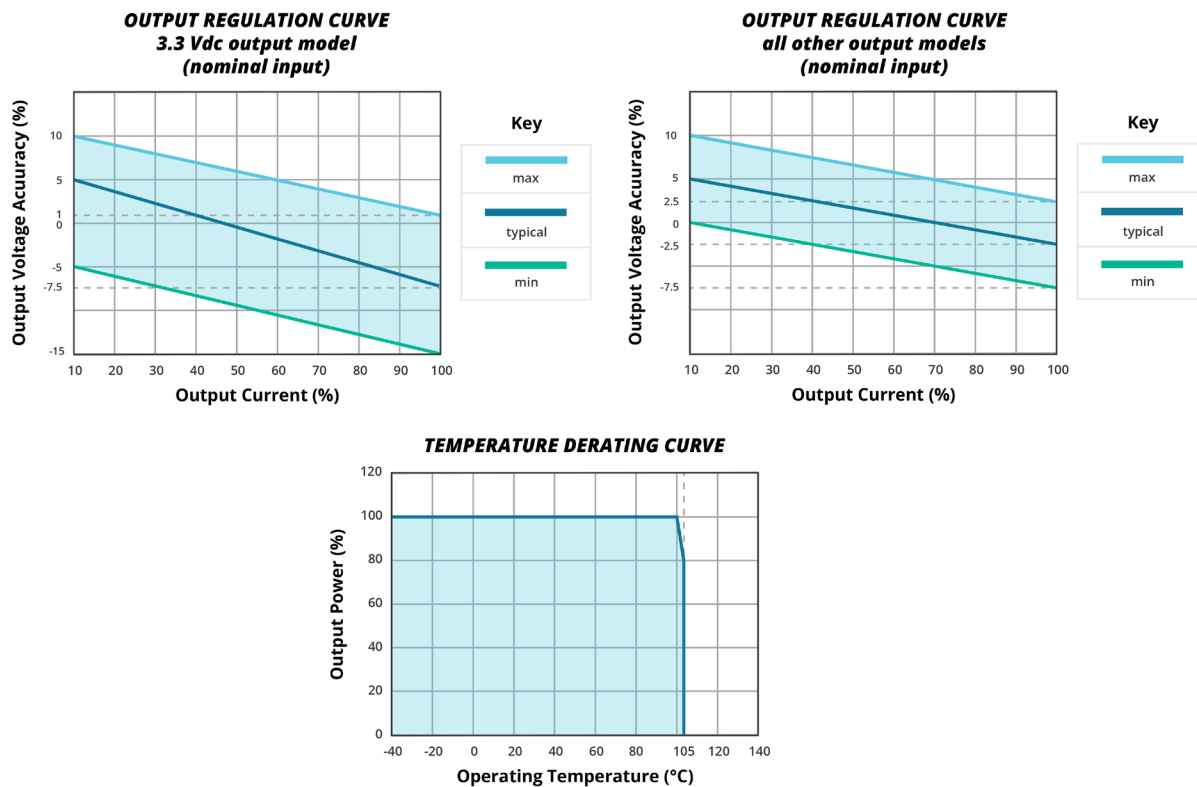 OUTPUT REGULATION CURVE
3.3 Vdc output model
(nominal input)
Output Voltage Acuuracy (%)
10
5
1
0
-5
-7.5
-15
10 20 30 40 50 60 70 80 90 100
Output Current (%)
Key
max
typical
min
OUTPUT REGULATION CURVE
all other output models
(nominal input)
Output Voltage Acuuracy (%)
10
5
2.5
0
-2.5
-7.5
10 20 30 40 50 60 70 80 90 100
Output Current (%)
Key
max
typical
min
TEMPERATURE DERATING CURVE
Output Power (%)
120
100
80
60
40
20
0
-40 -20 0 20 40 60 80 105 120 140
Operating Temperature (°C)